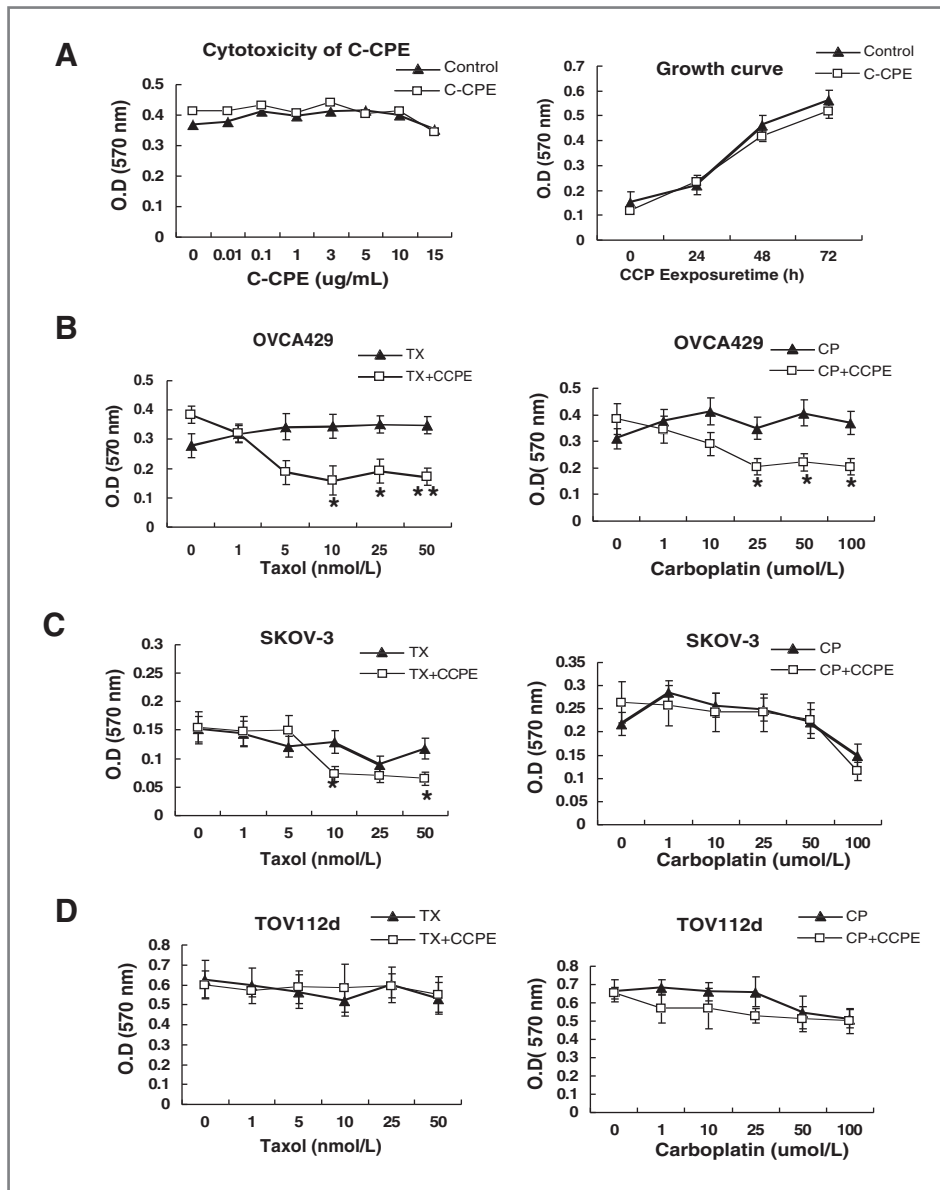 A
Cytotoxicity of C-CPE
Control
C-CPE
O.D (570 nm)
0.5
0.4
0.3
0.2
0.1
0
0 0.01 0.1 1 3 5 10 15
C-CPE (ug/mL)
Growth curve
Control
C-CPE
O.D (570 nm)
0.7
0.6
0.5
0.4
0.3
0.2
0.1
0
0 24 48 72
CCP Eexposuretime (h)
B
OVCA429
TX
TX+CCPE
O.D (570 nm)
0.5
0.4
0.3
0.2
0.1
0
* * **
0 1 5 10 25 50
Taxol (nmol/L)
OVCA429
CP
CP+CCPE
O.D( 570 nm)
0.5
0.4
0.3
0.2
0.1
0
* * *
0 1 10 25 50 100
Carboplatin (umol/L)
C
SKOV-3
TX
TX+CCPE
O.D (570 nm)
0.3
0.25
0.2
0.15
0.1
0.05
0
* *
0 1 5 10 25 50
Taxol (nmol/L)
SKOV-3
CP
CP+CCPE
O.D (570 nm)
0.35
0.3
0.25
0.2
0.15
0.1
0.05
0
0 1 10 25 50 100
Carboplatin (umol/L)
D
TOV112d
TX
TX+CCPE
O.D (570 nm)
0.8
0.7
0.6
0.5
0.4
0.3
0.2
0.1
0
0 1 5 10 25 50
Taxol (nmol/L)
TOV112d
CP
CP+CCPE
O.D( 570 nm)
0.8
0.7
0.6
0.5
0.4
0.3
0.2
0.1
0
0 1 10 25 50 100
Carboplatin (umol/L)